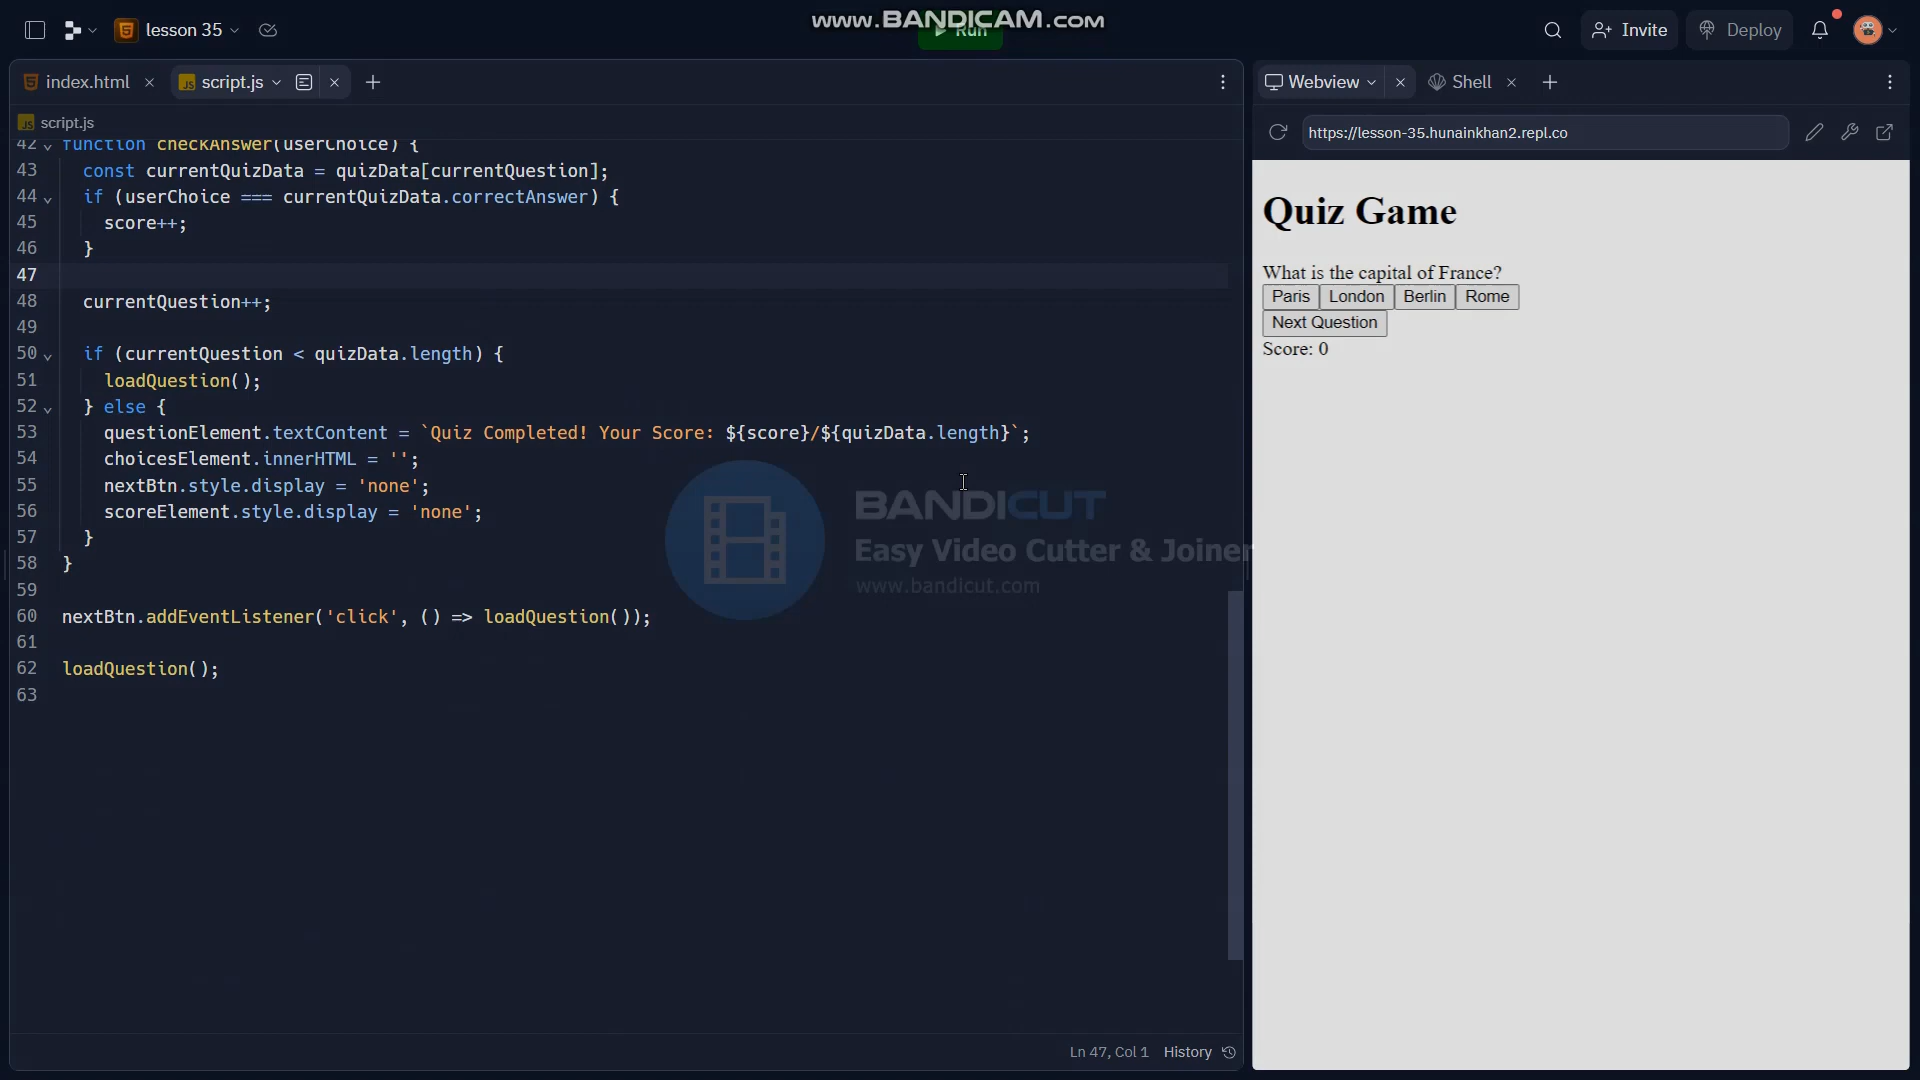 www.BANDICAM.com
lesson 35
Run
Invite
Deploy
index.html
script.js
Webview
Shell
script.js
https://lesson-35.hunainkhan2.repl.co
42 function checkAnswer(userChoice) {
43 const currentQuizData = quizData[currentQuestion];
44 if (userChoice === currentQuizData.correctAnswer) {
45 score++;
46 }
47
48 currentQuestion++;
49
50 if (currentQuestion < quizData.length) {
51 loadQuestion();
52 } else {
53 questionElement.textContent = `Quiz Completed! Your Score: ${score}/${quizData.length}`;
54 choicesElement.innerHTML = '';
55 nextBtn.style.display = 'none';
56 scoreElement.style.display = 'none';
57 }
58 }
59
60 nextBtn.addEventListener('click', () => loadQuestion());
61
62 loadQuestion();
63
BANDICUT
Easy Video Cutter & Joiner
www.bandicut.com
Ln 47, Col 1 History
Quiz Game
What is the capital of France?
Paris London Berlin Rome
Next Question
Score: 0